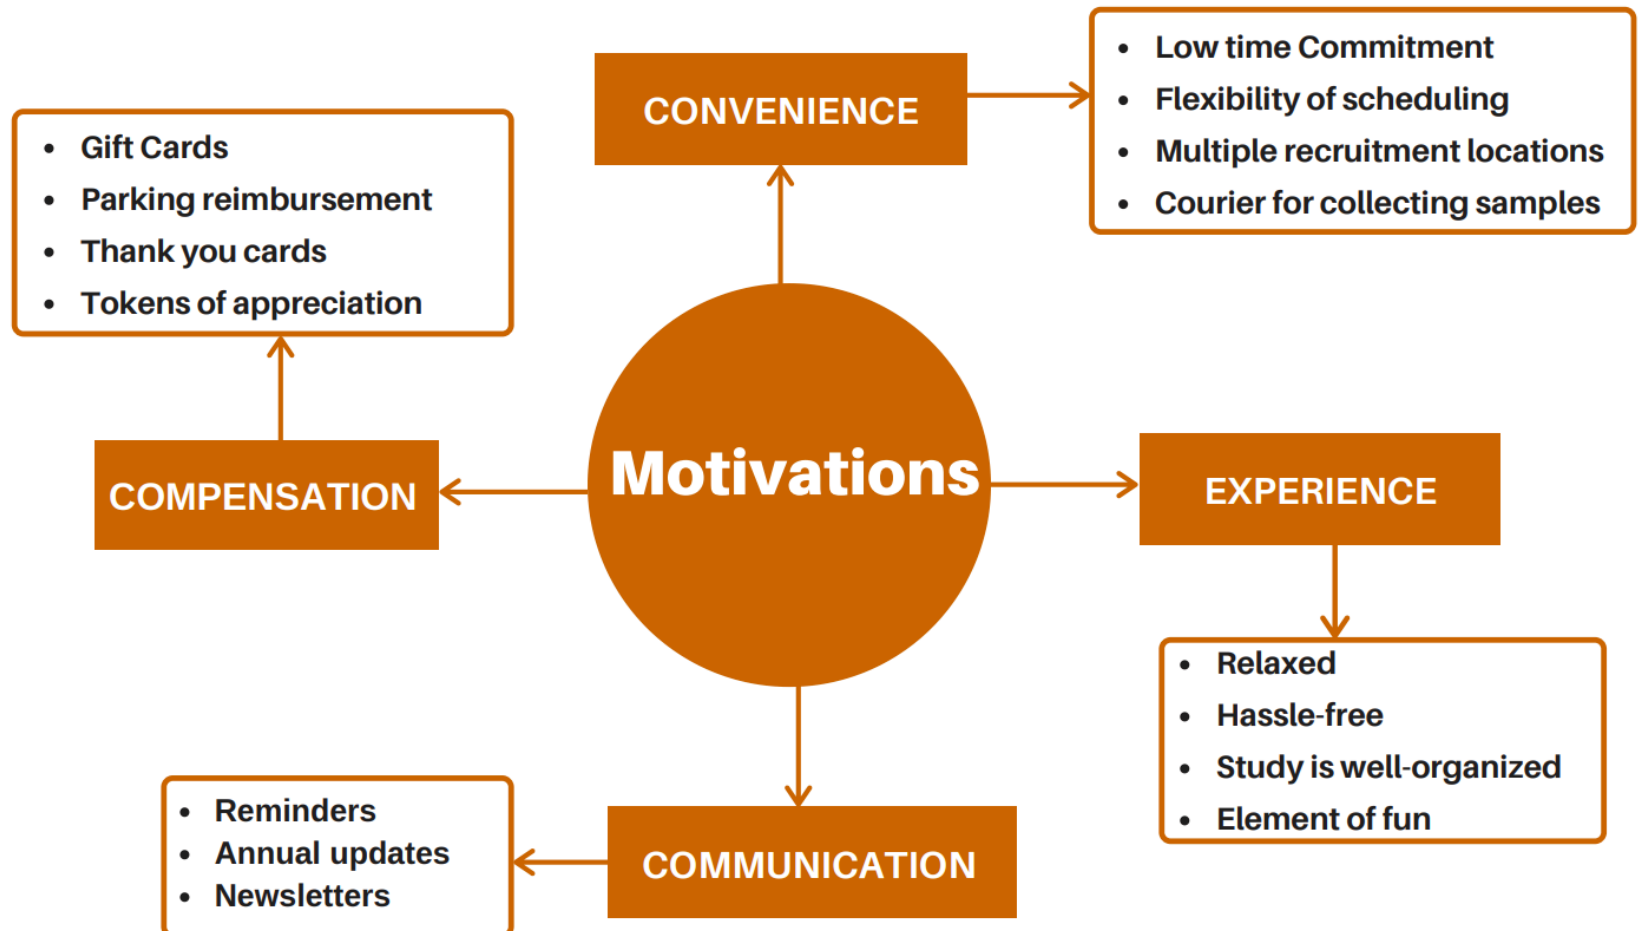 CONVENIENCE
• Low time Commitment
• Flexibility of scheduling
• Multiple recruitment locations
• Courier for collecting samples
• Gift Cards
• Parking reimbursement
• Thank you cards
• Tokens of appreciation
COMPENSATION
Motivations
EXPERIENCE
• Relaxed
• Hassle-free
• Study is well-organized
• Element of fun
• Reminders
• Annual updates
• Newsletters
COMMUNICATION